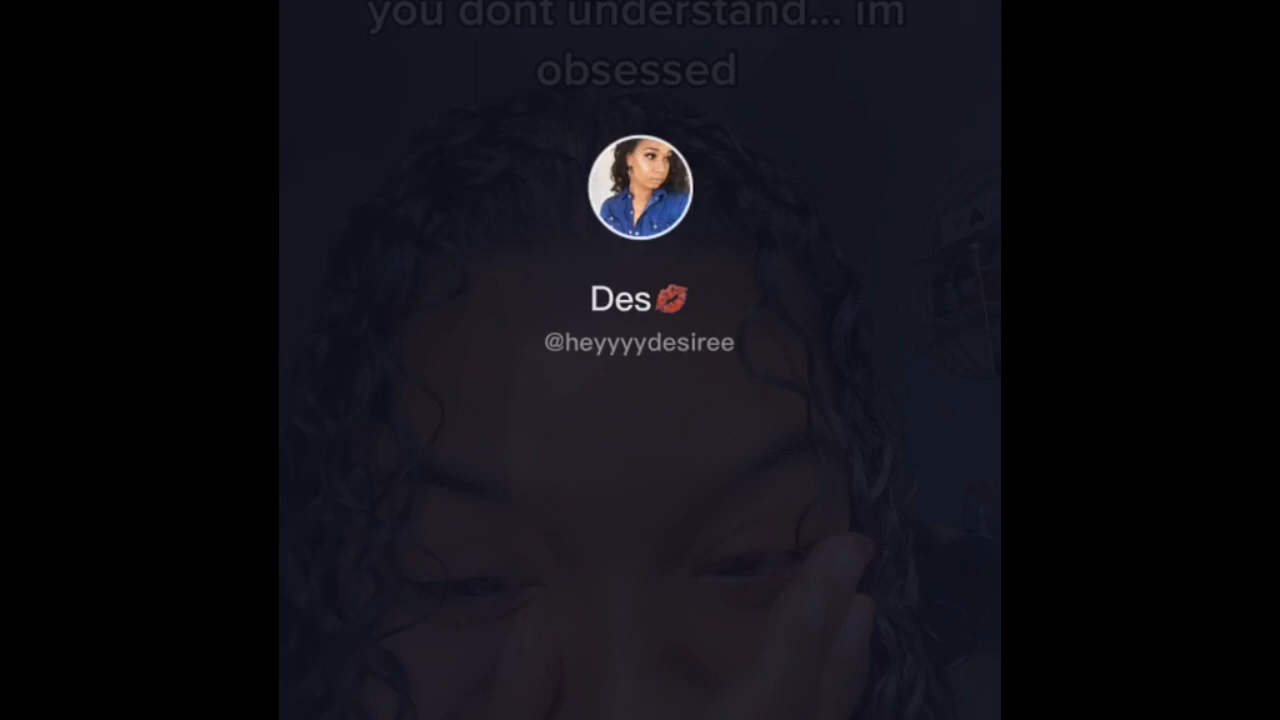 you dont understand... im
obsessed
Des💋
@heyyyydesiree